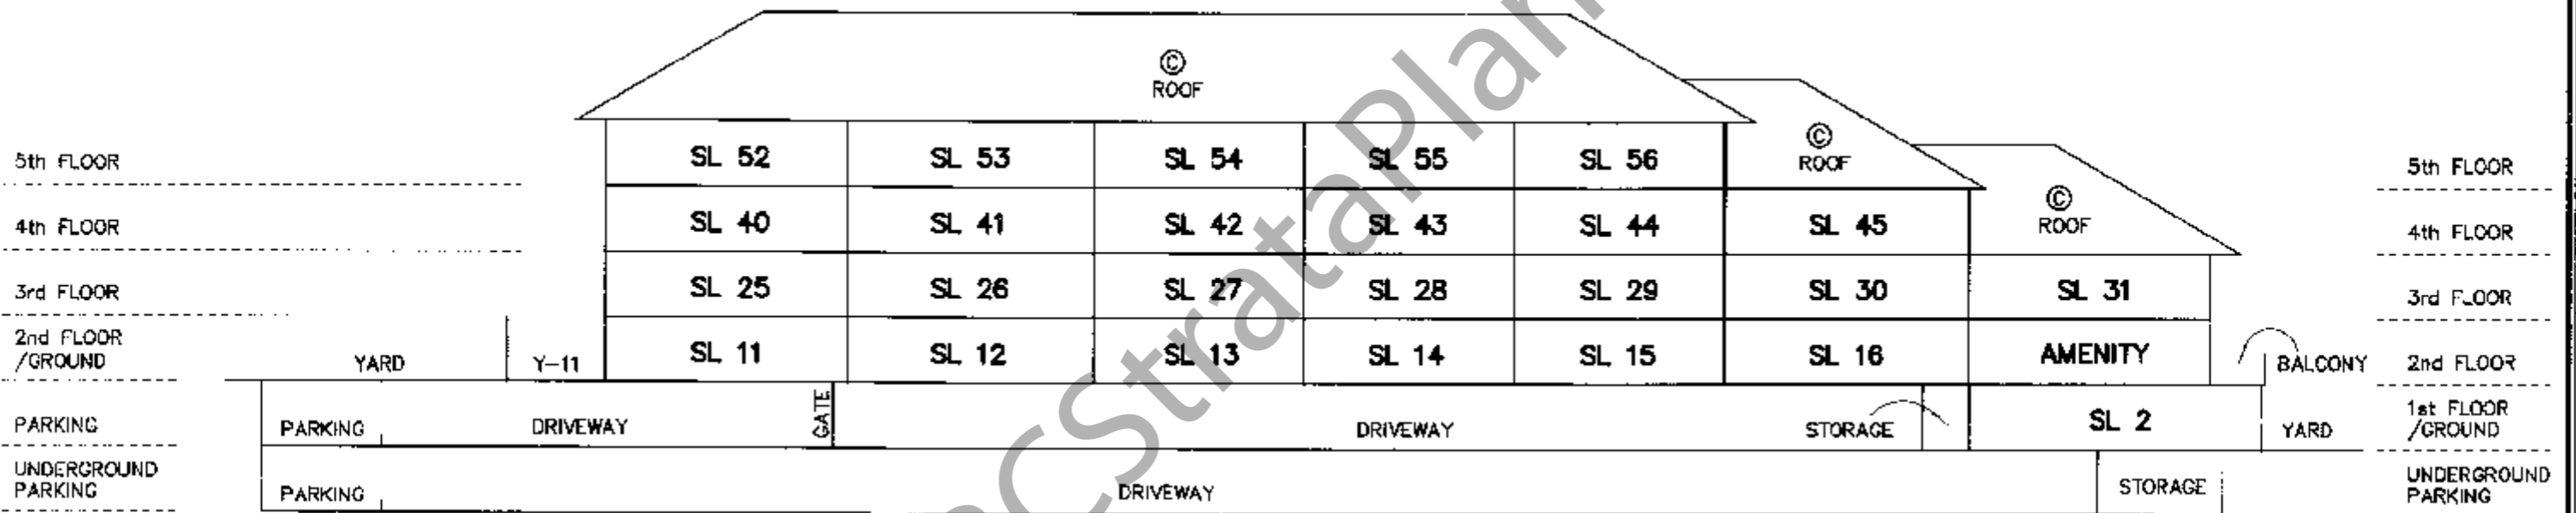 ©
ROOF
5th FLOOR
SL 52
SL 53
SL 54
SL 55
SL 56
©
ROOF
5th FLOOR
4th FLOOR
SL 40
SL 41
SL 42
SL 43
SL 44
SL 45
©
ROOF
4th FLOOR
3rd FLOOR
SL 25
SL 26
SL 27
SL 28
SL 29
SL 30
SL 31
3rd FLOOR
2nd FLOOR
/GROUND
YARD
Y-11
SL 11
SL 12
SL 13
SL 14
SL 15
SL 16
AMENITY
BALCONY
2nd FLOOR
PARKING
PARKING
DRIVEWAY
GATE
DRIVEWAY
STORAGE
SL 2
YARD
1st FLOOR
/GROUND
UNDERGROUND
PARKING
PARKING
DRIVEWAY
STORAGE
UNDERGROUND
PARKING
CStrataPlan